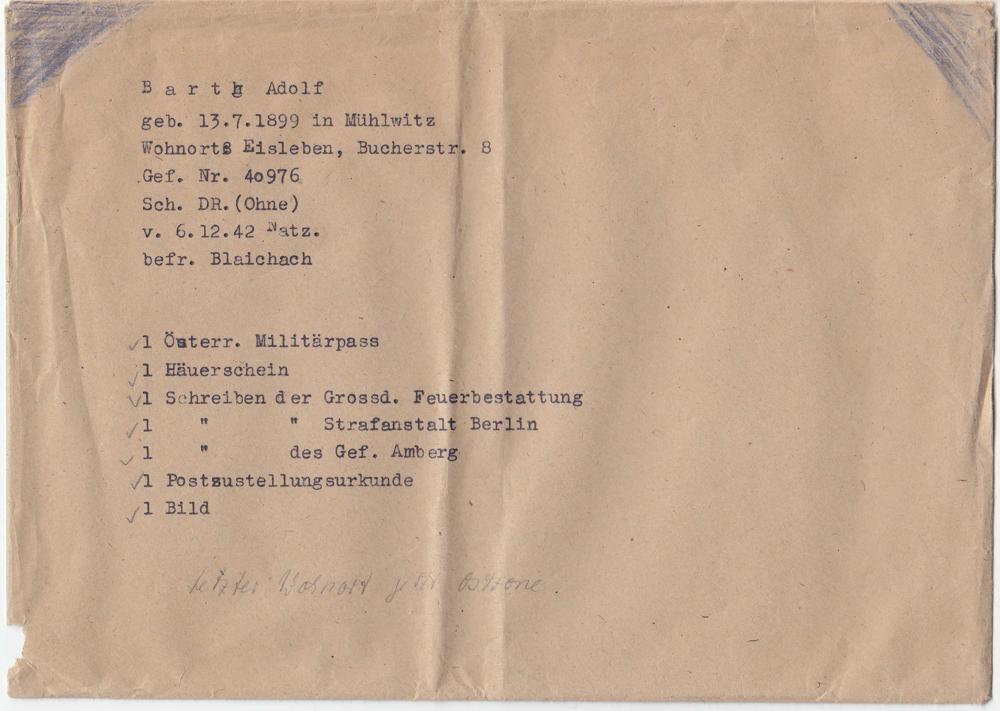 B a r t h Adolf
geb. 13.7.1899 in Mühlwitz
Wohnort: Eisleben, Bucherstr. 8
Gef. Nr. 40976
Sch. DR.(Ohne)
v. 6.12.42 Natz.
befr. Blaichach
✓1 Österr. Militärpass
✓1 Häuerschein
✓1 Schreiben der Grossd. Feuerbestattung
✓1 " " Strafanstalt Berlin
✓1 " des Gef. Amberg
✓1 Postzustellungsurkunde
✓1 Bild
letzter Wohnort Ostzone